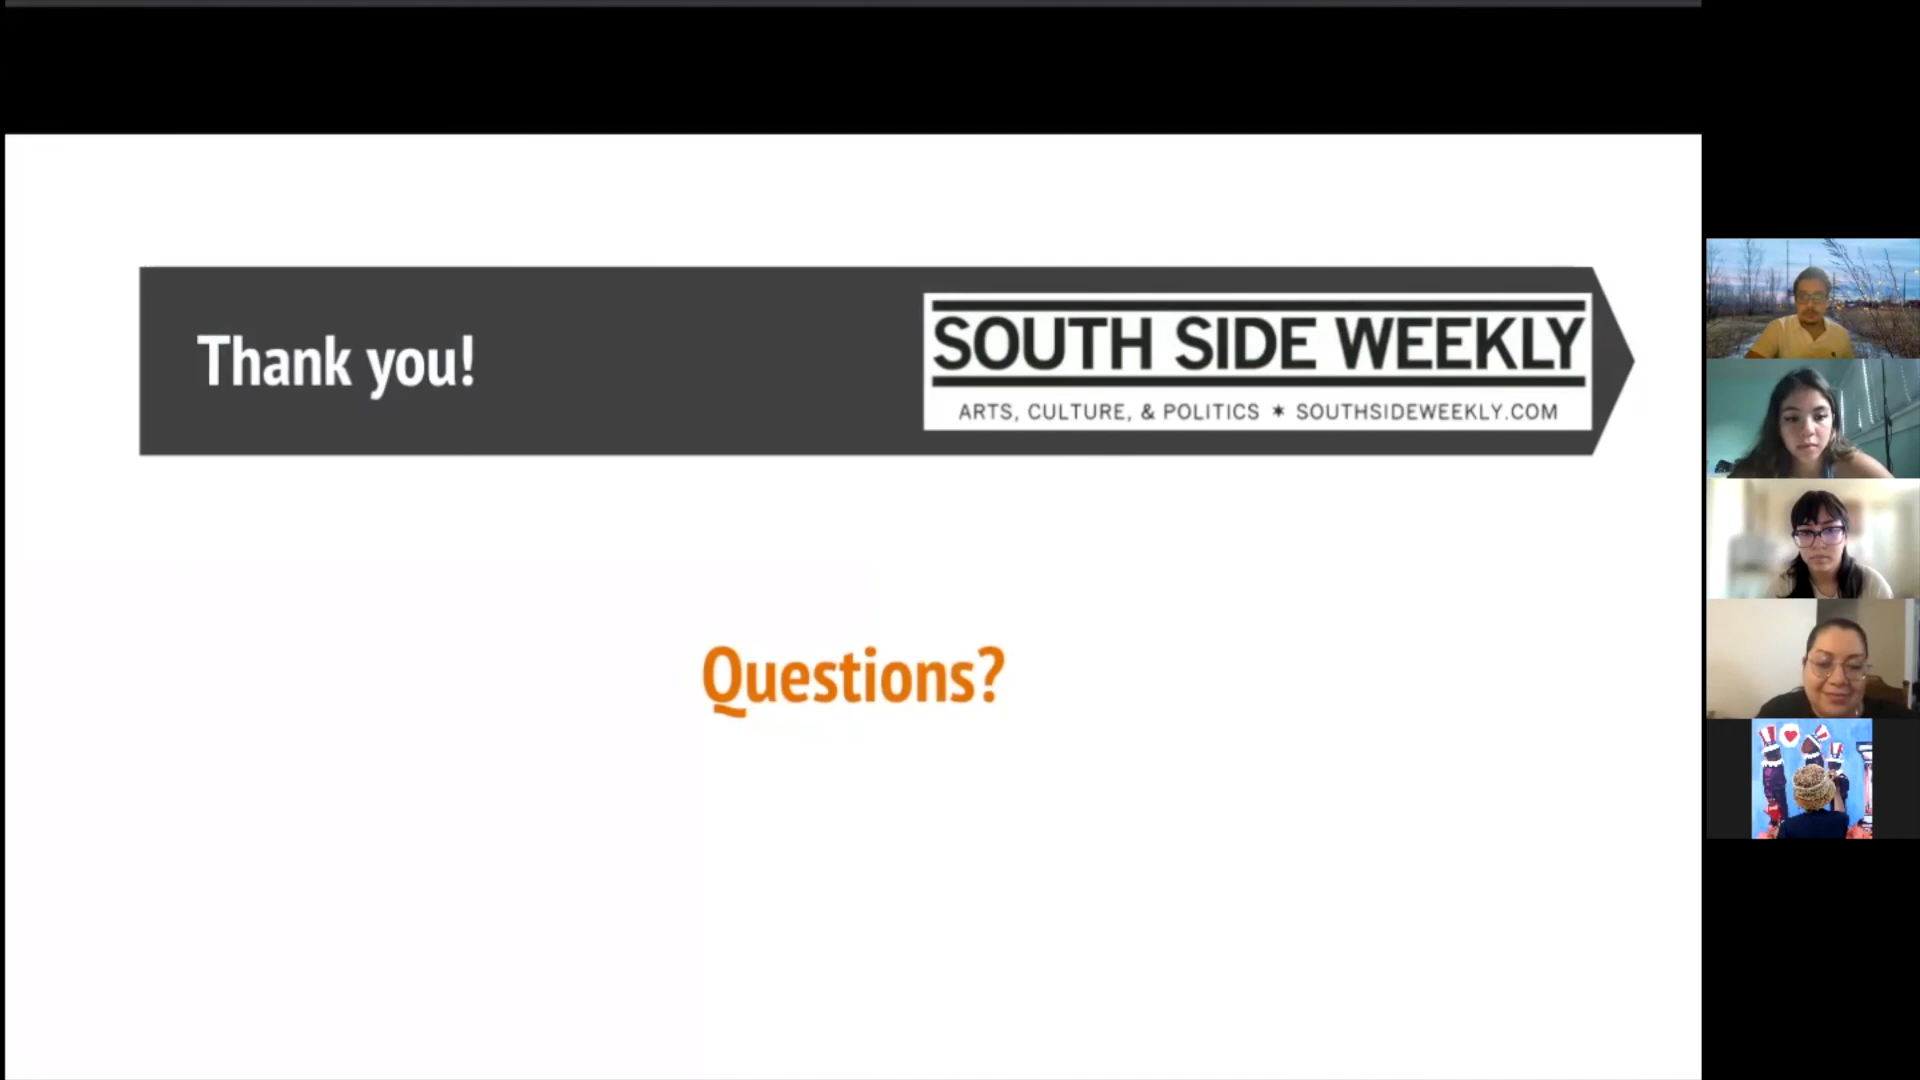 Thank you!
SOUTH SIDE WEEKLY
ARTS, CULTURE, & POLITICS ✶ SOUTHSIDEWEEKLY.COM
Questions?